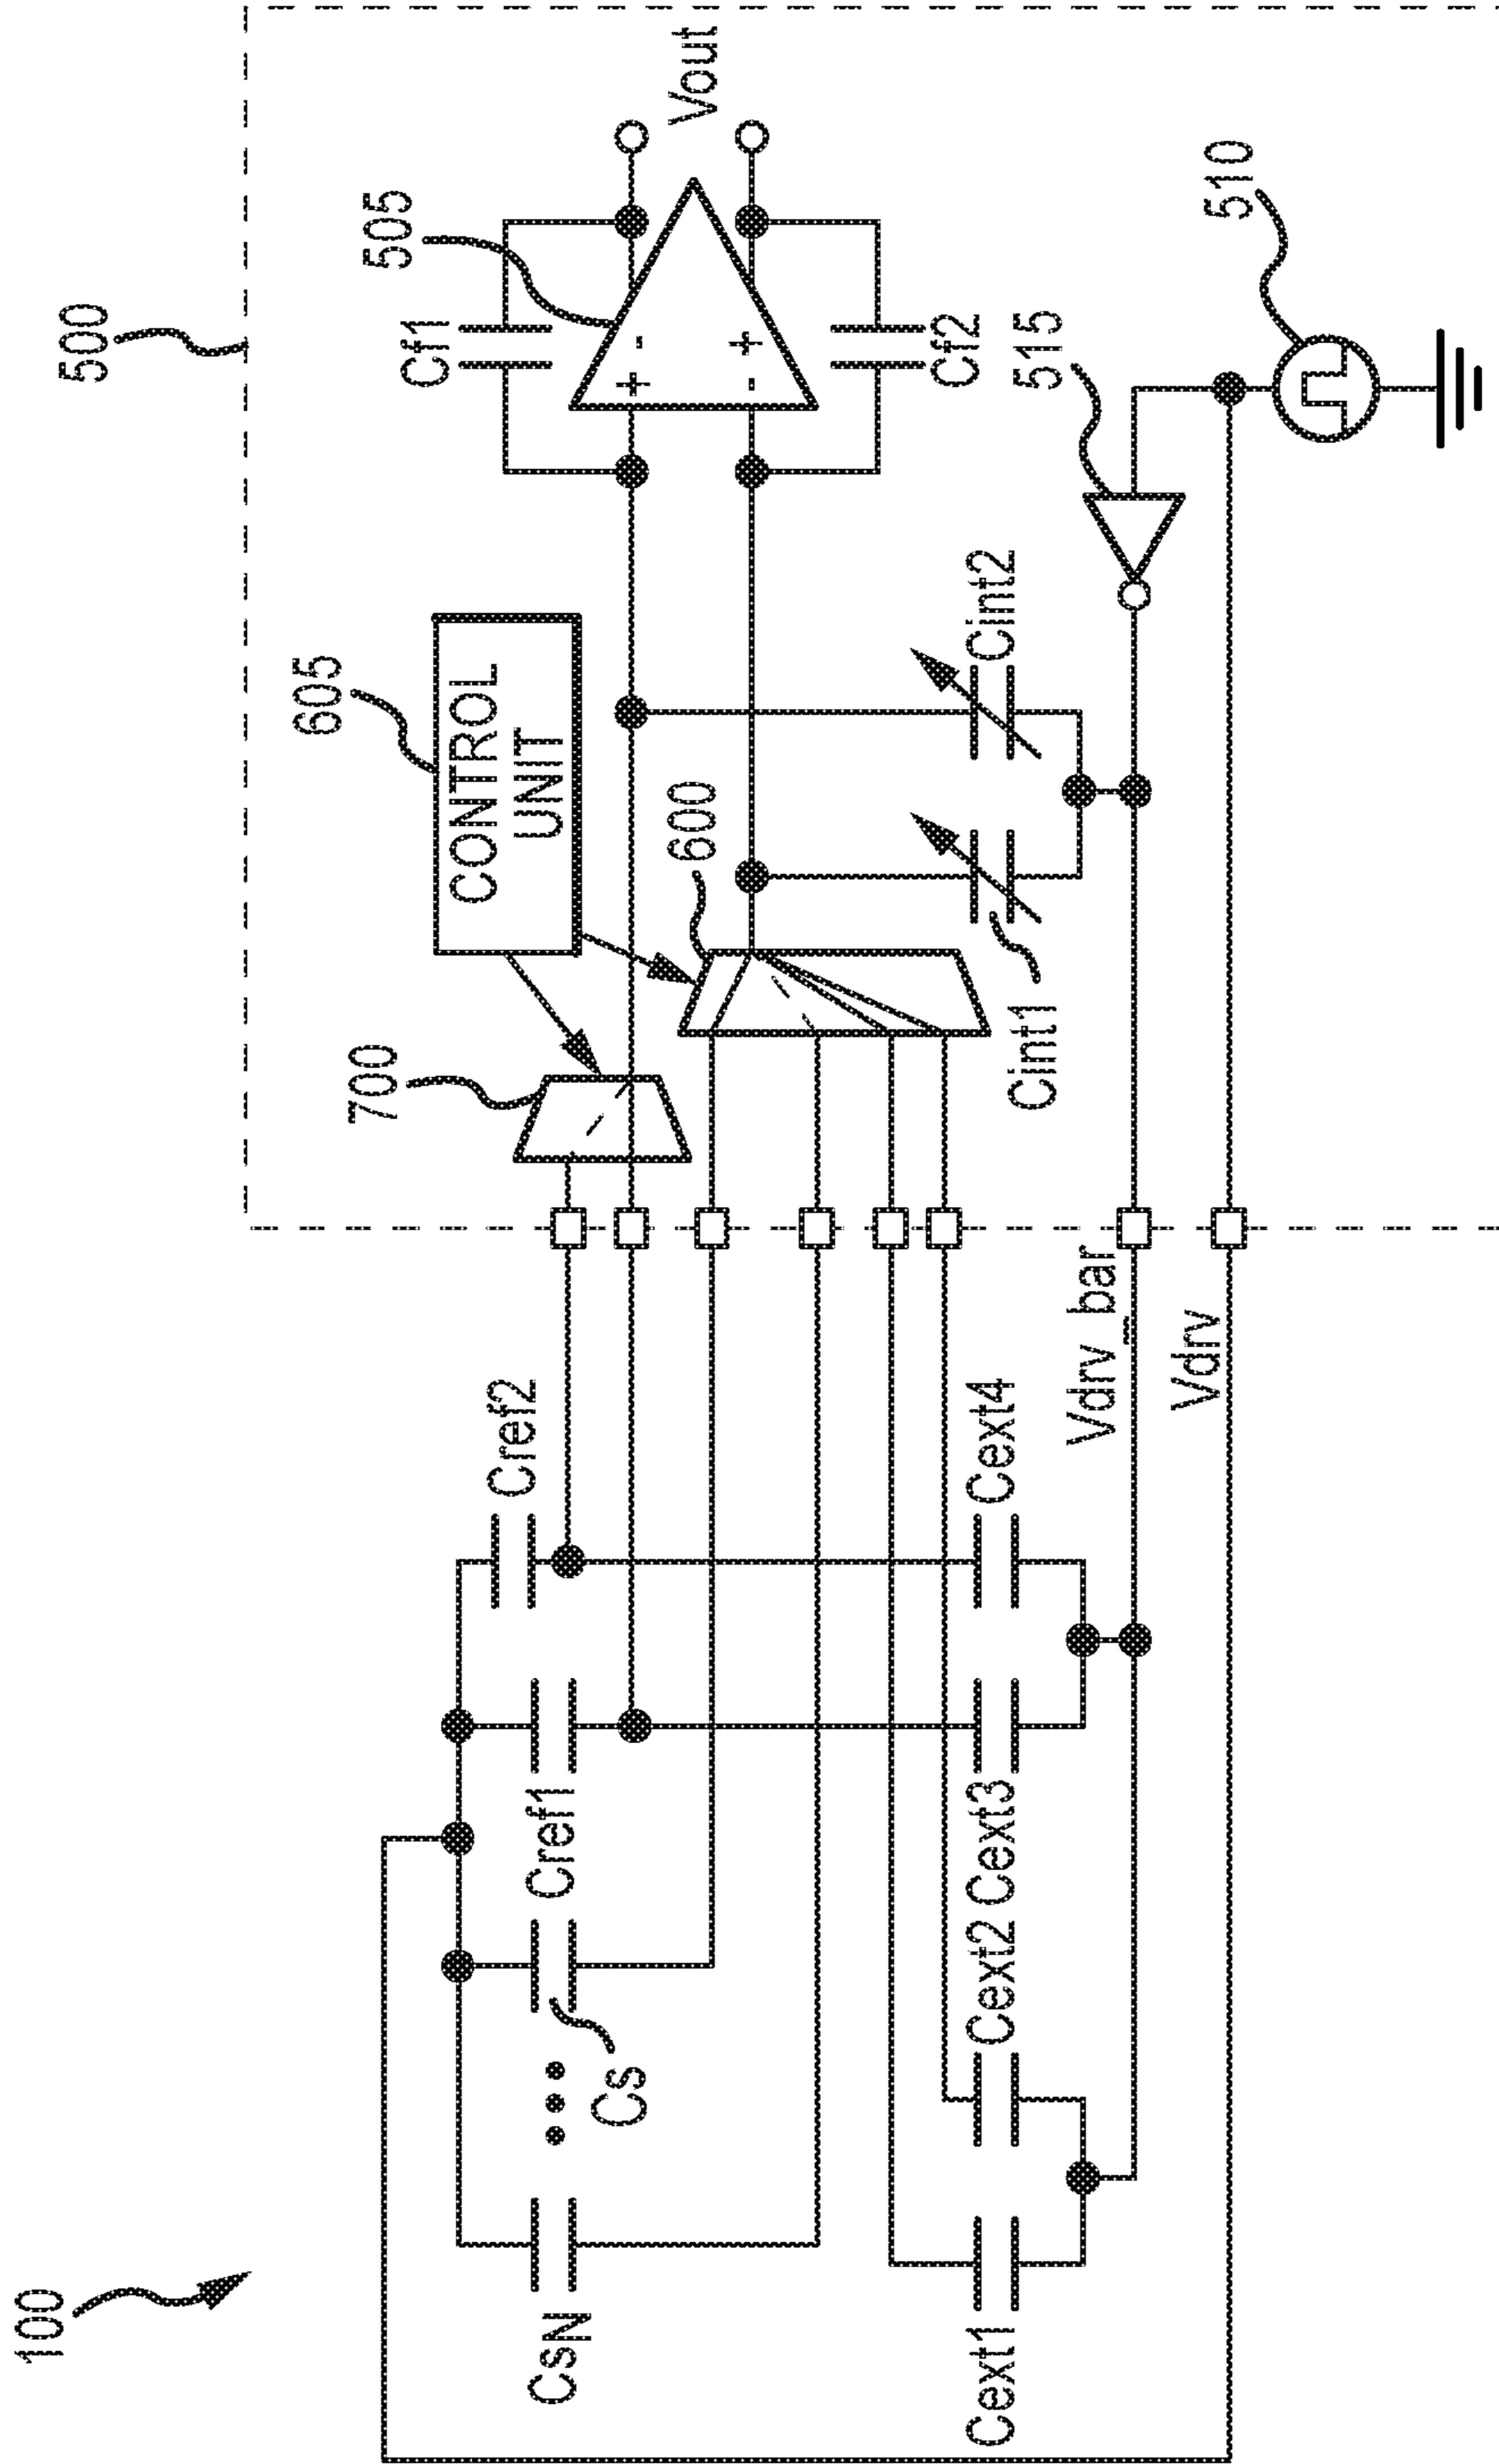 100
500
Cs_N
Cs
Cref1
Cref2
Cext1
Cext2
Cext3
Cext4
Vdrv_bar
Vdrv
700
605
CONTROL
UNIT
600
Cint1
Cint2
Cf1
505
+
-
-
+
Cf2
Vout
515
510